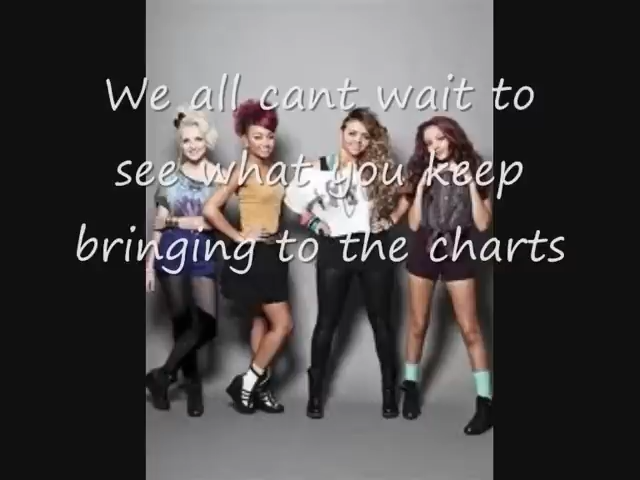 We all cant wait to
see what you keep
bringing to the charts